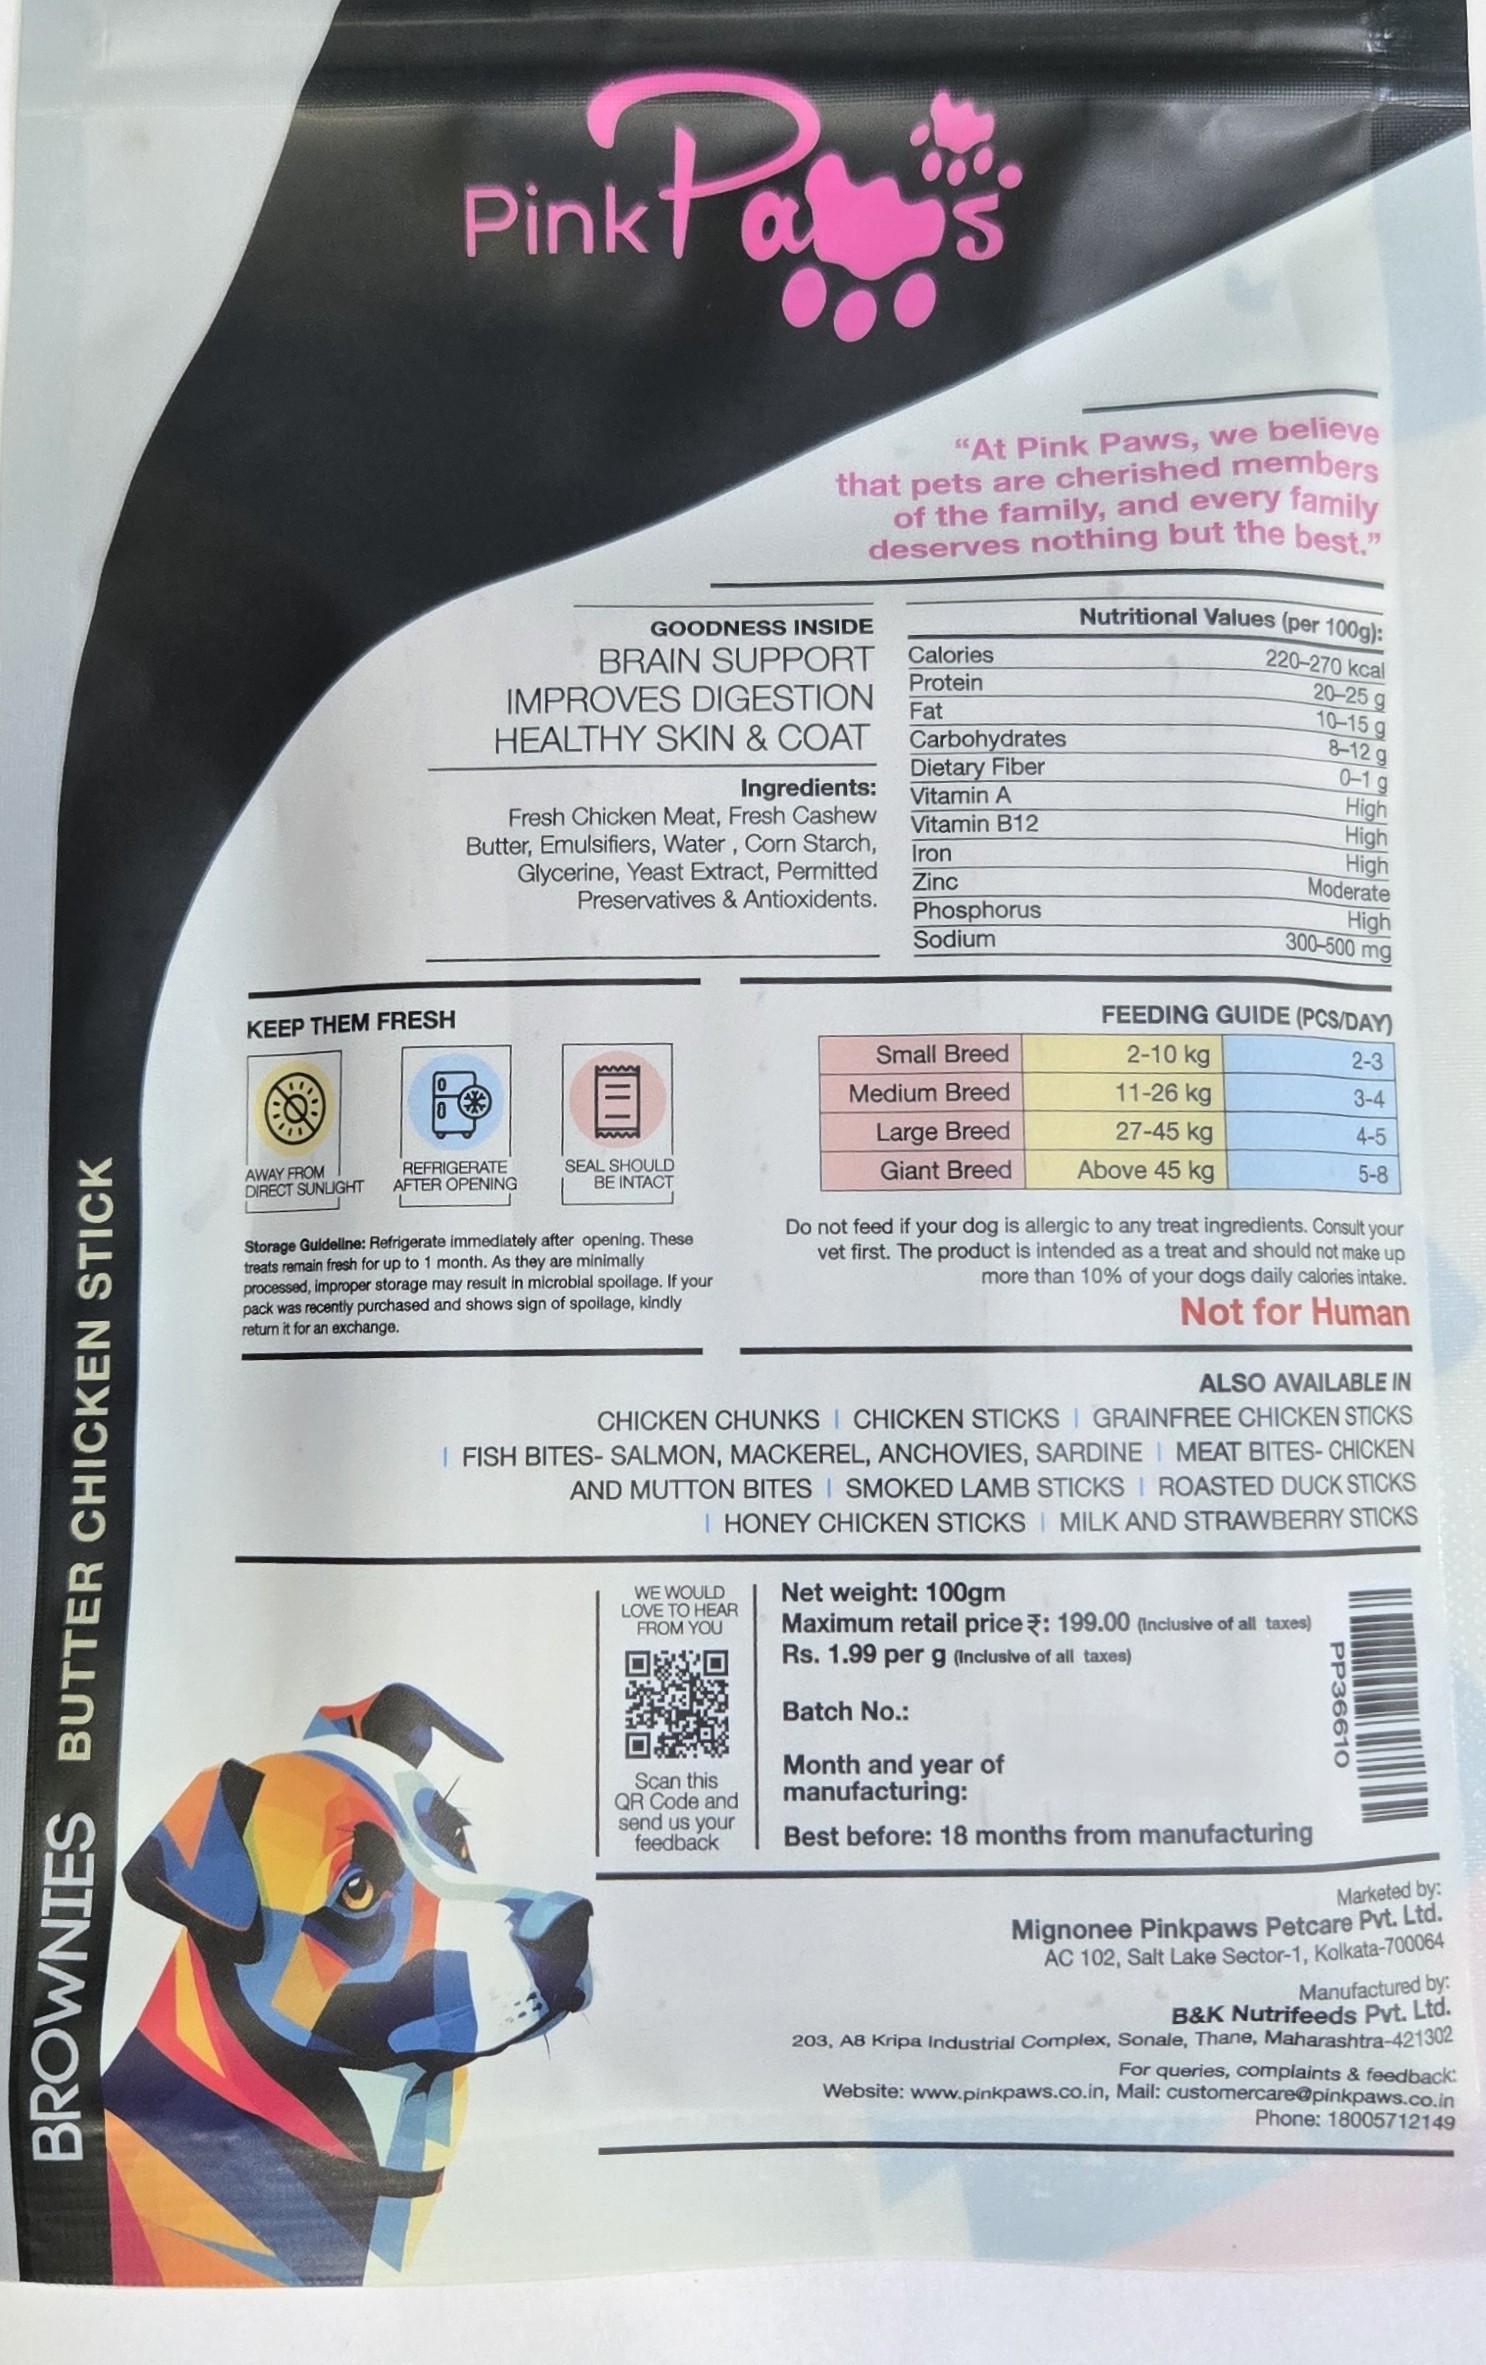 Pink Paws
"At Pink Paws, we believe
that pets are cherished members
of the family, and every family
deserves nothing but the best."
GOODNESS INSIDE
BRAIN SUPPORT
IMPROVES DIGESTION
HEALTHY SKIN & COAT
Ingredients:
Fresh Chicken Meat, Fresh Cashew
Butter, Emulsifiers, Water , Corn Starch,
Glycerine, Yeast Extract, Permitted
Preservatives & Antioxidents.
Nutritional Values (per 100g):
Calories 220-270 kcal
Protein 20-25 g
Fat 10-15 g
Carbohydrates 8-12 g
Dietary Fiber 0-1 g
Vitamin A High
Vitamin B12 High
Iron High
Zinc Moderate
Phosphorus High
Sodium 300-500 mg
KEEP THEM FRESH
AWAY FROM
DIRECT SUNLIGHT
REFRIGERATE
AFTER OPENING
SEAL SHOULD
BE INTACT
Storage Guideline: Refrigerate immediately after opening. These
treats remain fresh for up to 1 month. As they are minimally
processed, improper storage may result in microbial spoilage. If your
pack was recently purchased and shows sign of spoilage, kindly
return it for an exchange.
FEEDING GUIDE (PCS/DAY)
Small Breed 2-10 kg 2-3
Medium Breed 11-26 kg 3-4
Large Breed 27-45 kg 4-5
Giant Breed Above 45 kg 5-8
Do not feed if your dog is allergic to any treat ingredients. Consult your
vet first. The product is intended as a treat and should not make up
more than 10% of your dogs daily calories intake.
Not for Human
ALSO AVAILABLE IN
CHICKEN CHUNKS | CHICKEN STICKS | GRAINFREE CHICKEN STICKS
| FISH BITES- SALMON, MACKEREL, ANCHOVIES, SARDINE | MEAT BITES- CHICKEN
AND MUTTON BITES | SMOKED LAMB STICKS | ROASTED DUCK STICKS
| HONEY CHICKEN STICKS | MILK AND STRAWBERRY STICKS
WE WOULD
LOVE TO HEAR
FROM YOU
Scan this
QR Code and
send us your
feedback
Net weight: 100gm
Maximum retail price ₹: 199.00 (Inclusive of all taxes)
Rs. 1.99 per g (Inclusive of all taxes)
Batch No.:
Month and year of
manufacturing:
Best before: 18 months from manufacturing
PP36610
Marketed by:
Mignonee Pinkpaws Petcare Pvt. Ltd.
AC 102, Salt Lake Sector-1, Kolkata-700064
Manufactured by:
B&K Nutrifeeds Pvt. Ltd.
203, A8 Kripa Industrial Complex, Sonale, Thane, Maharashtra-421302
For queries, complaints & feedback:
Website: www.pinkpaws.co.in, Mail: customercare@pinkpaws.co.in
Phone: 18005712149
BROWNIES BUTTER CHICKEN STICK